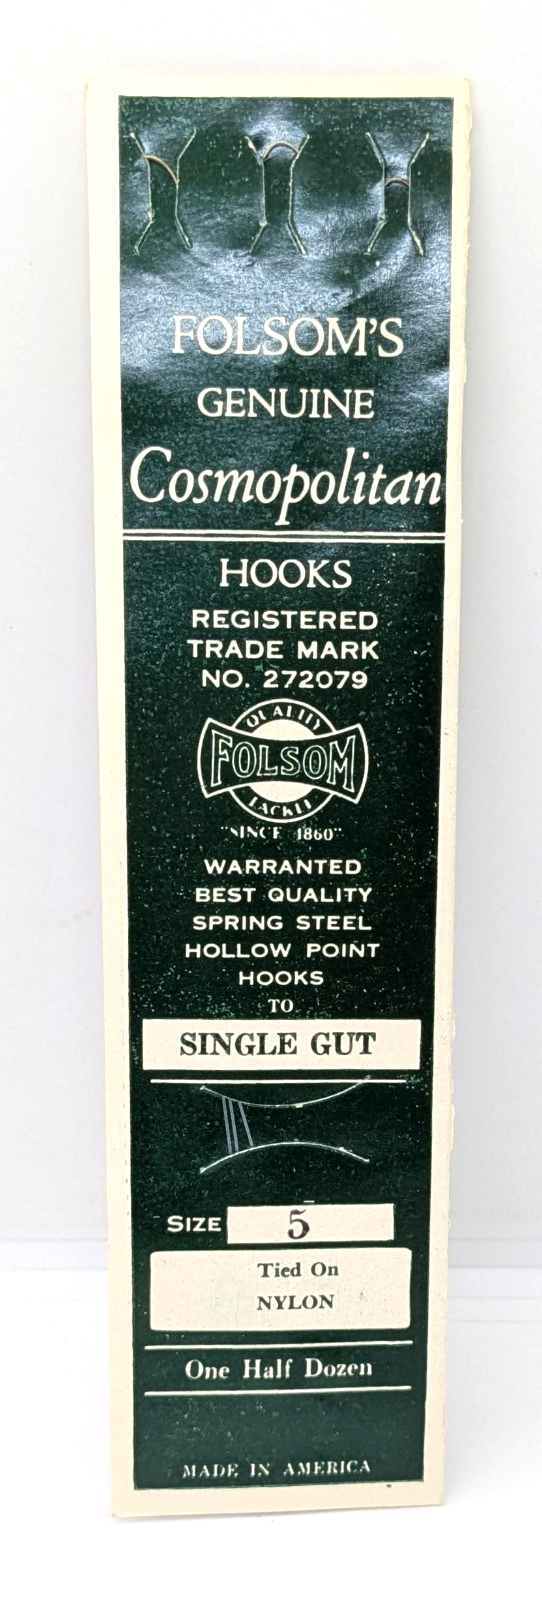 FOLSOM'S
GENUINE
Cosmopolitan
HOOKS
REGISTERED
TRADE MARK
NO. 272079
QUALITY
FOLSOM
TACKLE
"SINCE 1860"
WARRANTED
BEST QUALITY
SPRING STEEL
HOLLOW POINT
HOOKS
TO
SINGLE GUT
SIZE 5
Tied On
NYLON
One Half Dozen
MADE IN AMERICA